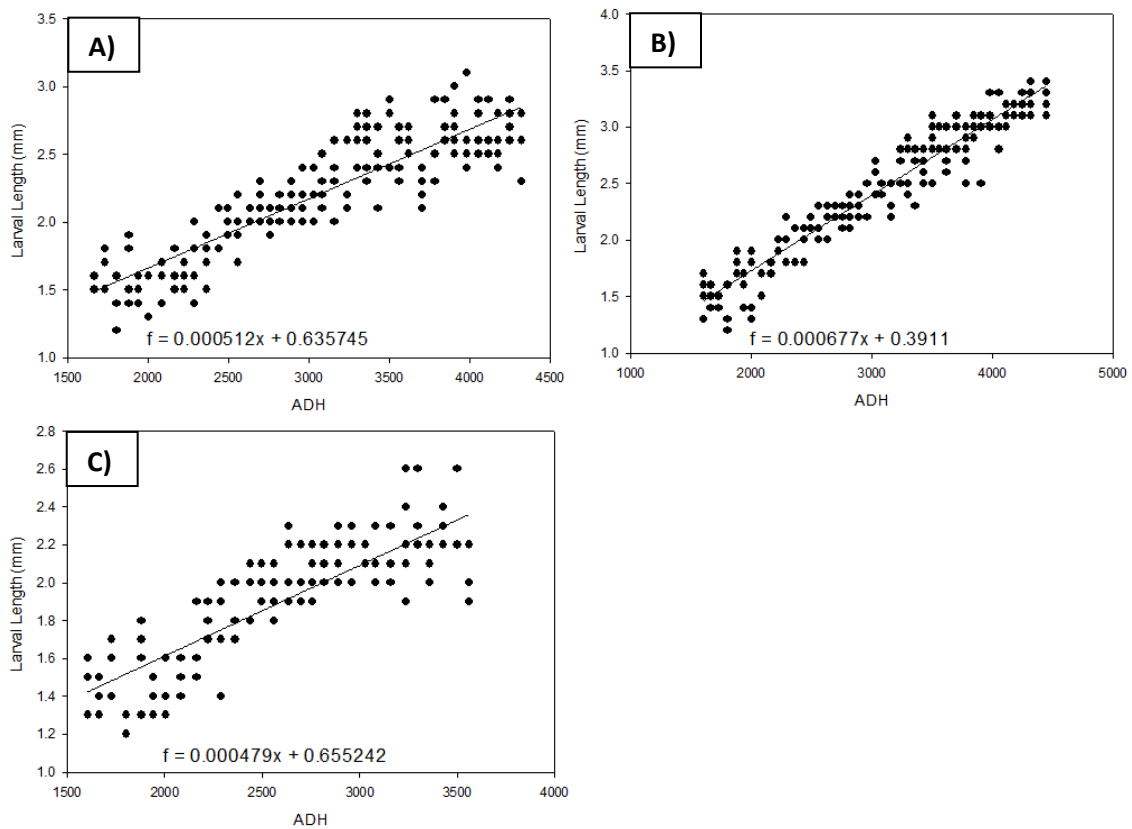 A)
3.5
3.0
2.5
2.0
1.5
1.0
Larval Length (mm)
f = 0.000512x + 0.635745
1500 2000 2500 3000 3500 4000 4500
ADH
B)
4.0
3.5
3.0
2.5
2.0
1.5
1.0
Larval Length (mm)
f = 0.000677x + 0.3911
1000 2000 3000 4000 5000
ADH
C)
2.8
2.6
2.4
2.2
2.0
1.8
1.6
1.4
1.2
1.0
Larval Length (mm)
f = 0.000479x + 0.655242
1500 2000 2500 3000 3500 4000
ADH